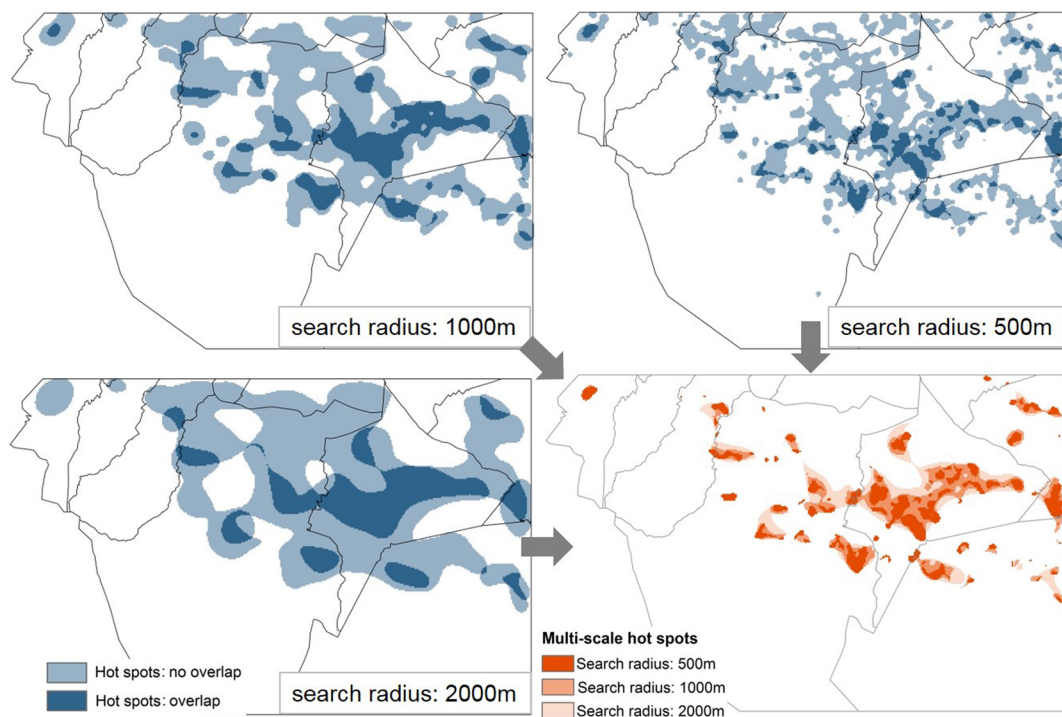 search radius: 1000m
search radius: 500m
Hot spots: no overlap
Hot spots: overlap
search radius: 2000m
Multi-scale hot spots
Search radius: 500m
Search radius: 1000m
Search radius: 2000m